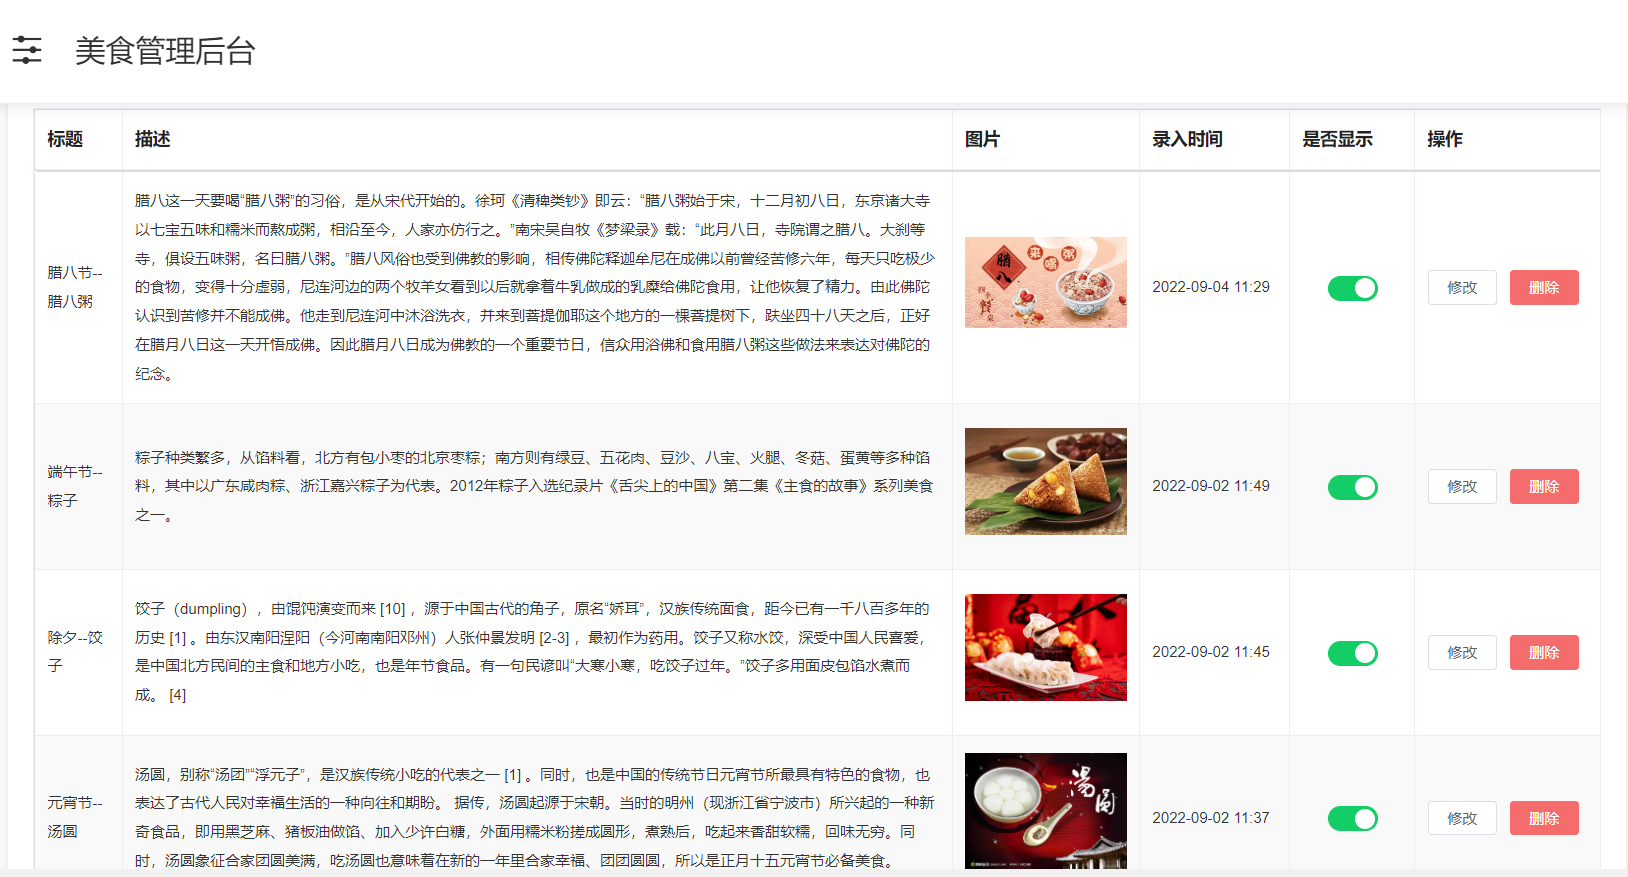 美食管理后台
标题 描述 图片 录入时间 是否显示 操作
腊八节--
腊八粥
腊八这一天要喝“腊八粥”的习俗，是从宋代开始的。徐珂《清稗类钞》即云：“腊八粥始于宋，十二月初八日，东京诸大寺
以七宝五味和糯米而熬成粥，相沿至今，人家亦仿行之。”南宋吴自牧《梦梁录》载：“此月八日，寺院谓之腊八。大刹等
寺，俱设五味粥，名曰腊八粥。”腊八风俗也受到佛教的影响，相传佛陀释迦牟尼在成佛以前曾经苦修六年，每天只吃极少
的食物，变得十分虚弱，尼连河边的两个牧羊女看到以后就拿着牛乳做成的乳糜给佛陀食用，让他恢复了精力。由此佛陀
认识到苦修并不能成佛。他走到尼连河中沐浴洗衣，并来到菩提伽耶这个地方的一棵菩提树下，趺坐四十八天之后，正好
在腊月八日这一天开悟成佛。因此腊月八日成为佛教的一个重要节日，信众用浴佛和食用腊八粥这些做法来表达对佛陀的
纪念。
腊八
来喝粥
2022-09-04 11:29
修改 删除
端午节--
粽子
粽子种类繁多，从馅料看，北方有包小枣的北京枣粽；南方则有绿豆、五花肉、豆沙、八宝、火腿、冬菇、蛋黄等多种馅
料，其中以广东咸肉粽、浙江嘉兴粽子为代表。2012年粽子入选纪录片《舌尖上的中国》第二集《主食的故事》系列美食
之一。
2022-09-02 11:49
修改 删除
除夕--饺
子
饺子（dumpling），由馄饨演变而来 [10] ，源于中国古代的角子，原名“娇耳”，汉族传统面食，距今已有一千八百多年的
历史 [1] 。由东汉南阳涅阳（今河南南阳邓州）人张仲景发明 [2-3] ，最初作为药用。饺子又称水饺，深受中国人民喜爱，
是中国北方民间的主食和地方小吃，也是年节食品。有一句民谚叫“大寒小寒，吃饺子过年。”饺子多用面皮包馅水煮而
成。 [4]
2022-09-02 11:45
修改 删除
元宵节--
汤圆
汤圆，别称“汤团”“浮元子”，是汉族传统小吃的代表之一 [1] 。同时，也是中国的传统节日元宵节所最具有特色的食物，也
表达了古代人民对幸福生活的一种向往和期盼。 据传，汤圆起源于宋朝。当时的明州（现浙江省宁波市）所兴起的一种新
奇食品，即用黑芝麻、猪板油做馅、加入少许白糖，外面用糯米粉搓成圆形，煮熟后，吃起来香甜软糯，回味无穷。同
时，汤圆象征合家团圆美满，吃汤圆也意味着在新的一年里合家幸福、团团圆圆，所以是正月十五元宵节必备美食。
汤圆
2022-09-02 11:37
修改 删除